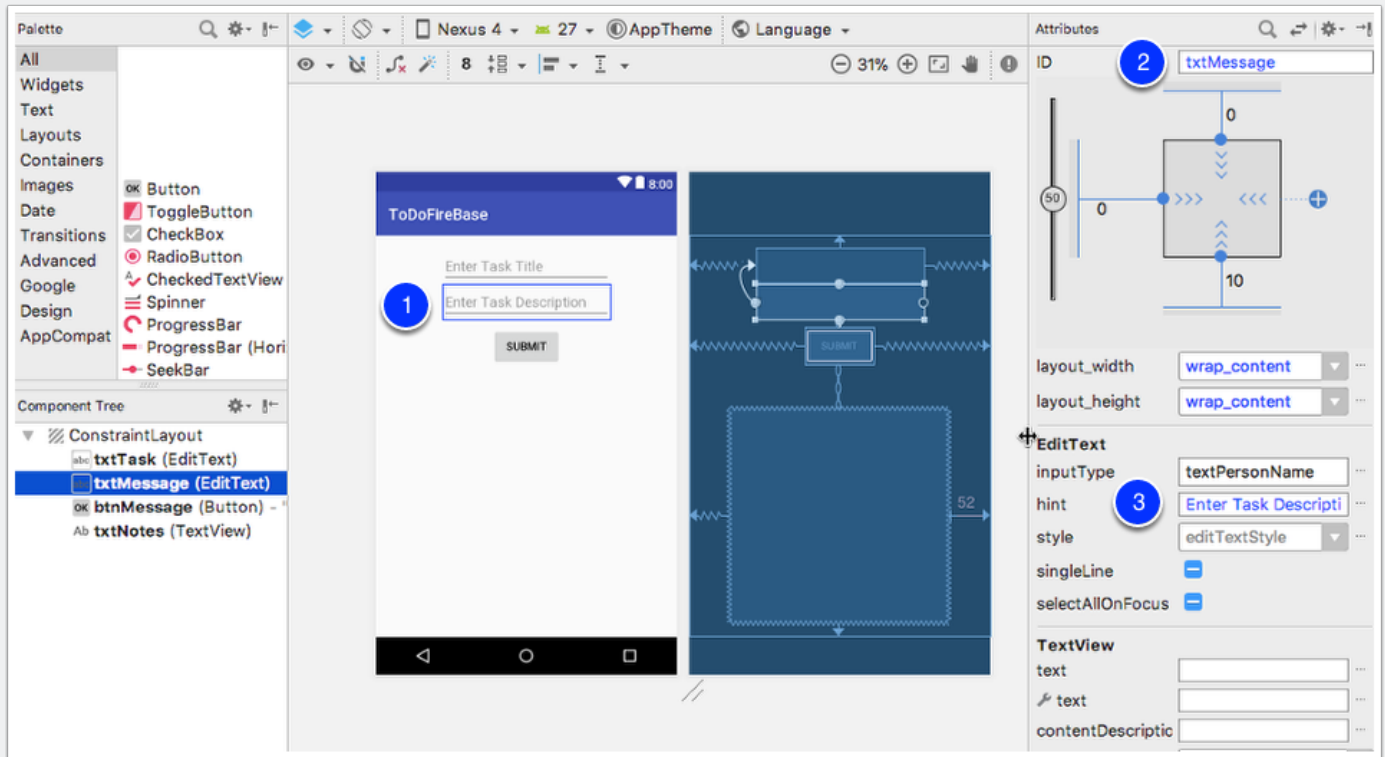 Palette
Nexus 4
27
AppTheme
Language
Attributes
8
31%
All
Widgets
Text
Layouts
Containers
Images
Date
Transitions
Advanced
Google
Design
AppCompat
OK Button
ToggleButton
CheckBox
RadioButton
CheckedTextView
Spinner
ProgressBar
ProgressBar (Hori
SeekBar
Component Tree
ConstraintLayout
abc txtTask (EditText)
txtMessage (EditText)
OK btnMessage (Button) - "
Ab txtNotes (TextView)
8:00
ToDoFireBase
Enter Task Title
1
Enter Task Description
SUBMIT
SUBMIT
52
ID
2
txtMessage
0
50
0
10
layout_width
wrap_content
layout_height
wrap_content
EditText
inputType
textPersonName
hint
3
Enter Task Descripti
style
editTextStyle
singleLine
selectAllOnFocus
TextView
text
text
contentDescriptic